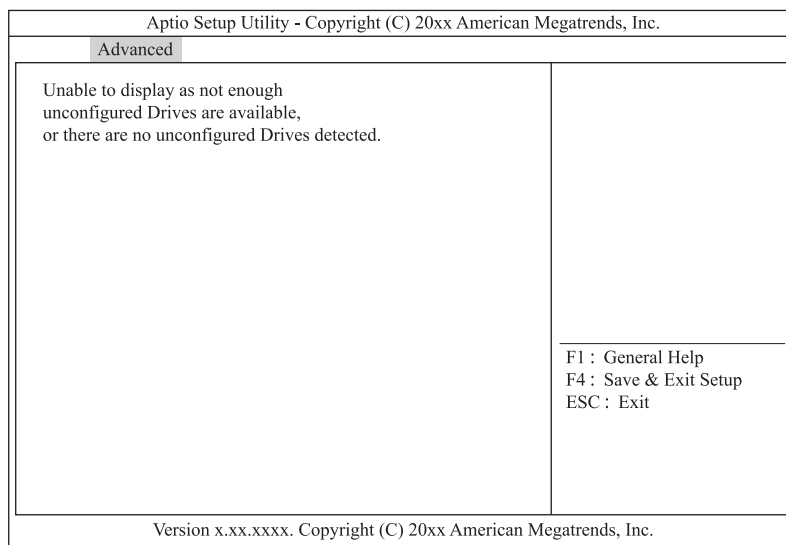 Aptio Setup Utility - Copyright (C) 20xx American Megatrends, Inc.
Advanced
Unable to display as not enough
unconfigured Drives are available,
or there are no unconfigured Drives detected.
F1 : General Help
F4 : Save & Exit Setup
ESC : Exit
Version x.xx.xxxx. Copyright (C) 20xx American Megatrends, Inc.